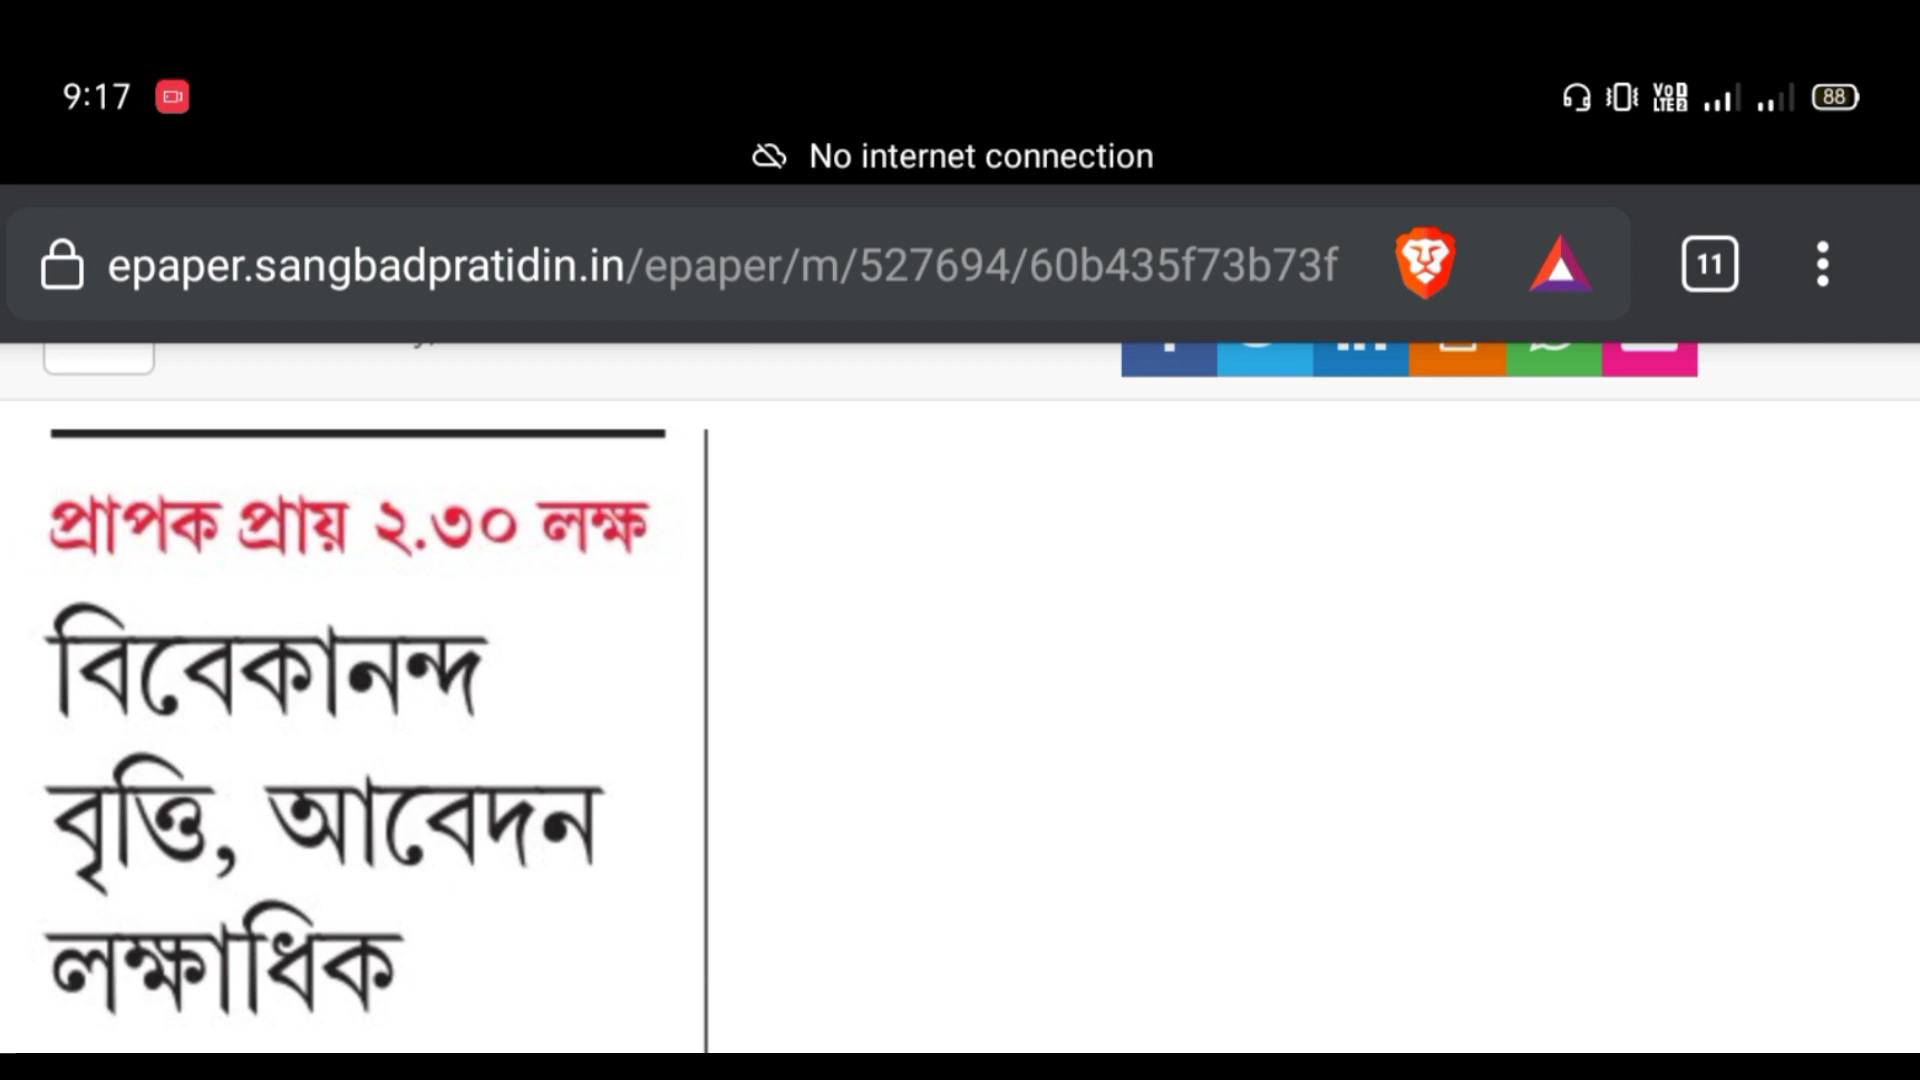 9:17
88
No internet connection
epaper.sangbadpratidin.in/epaper/m/527694/60b435f73b73f
11
প্রাপক প্রায় ২.৩০ লক্ষ
বিবেকানন্দ
বৃত্তি, আবেদন
লক্ষাধিক